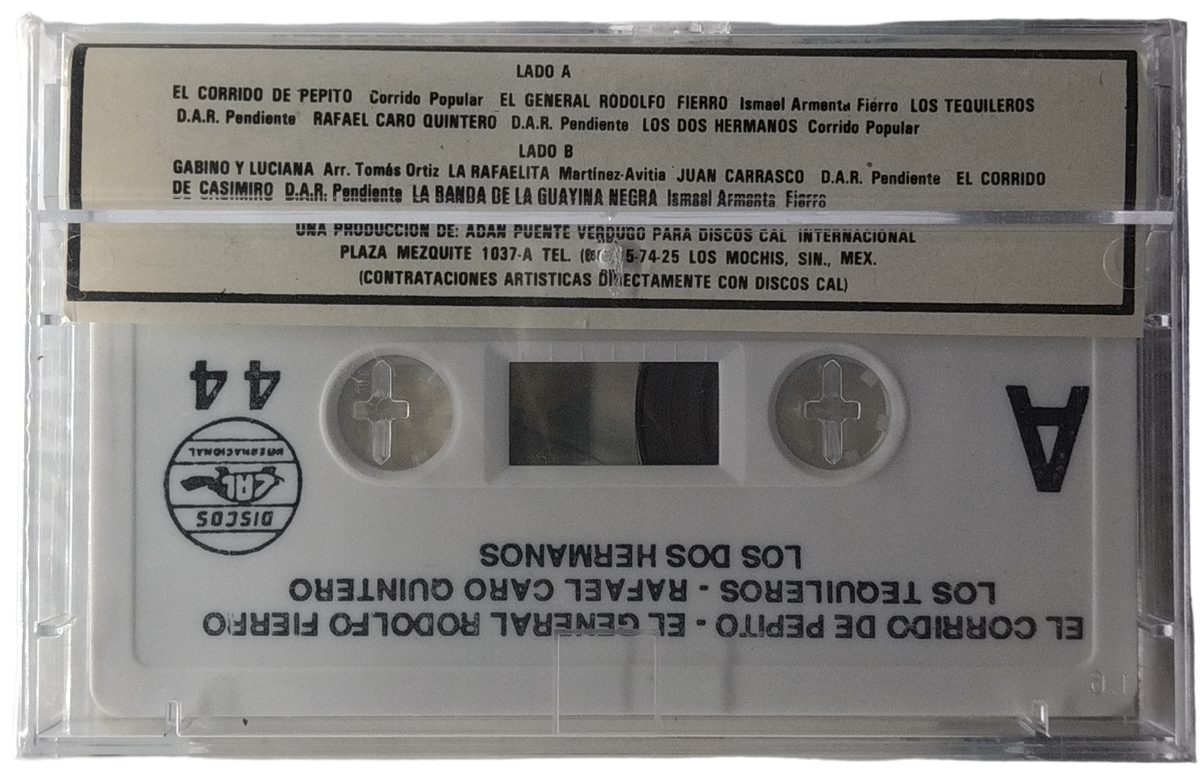 LADO A
EL CORRIDO DE PEPITO Corrido Popular EL GENERAL RODOLFO FIERRO Ismael Armenta Fierro LOS TEQUILEROS
D.A.R. Pendiente RAFAEL CARO QUINTERO D.A.R. Pendiente LOS DOS HERMANOS Corrido Popular
LADO B
GABINO Y LUCIANA Arr. Tomás Ortiz LA RAFAELITA Martínez-Avitia JUAN CARRASCO D.A.R. Pendiente EL CORRIDO
DE CASIMIRO D.A.R. Pendiente LA BANDA DE LA GUAYINA NEGRA Ismael Armenta Fierro
UNA PRODUCCION DE: ADAN PUENTE VERDUGO PARA DISCOS CAL INTERNACIONAL
PLAZA MEZQUITE 1037-A TEL. 5-74-25 LOS MOCHIS, SIN., MEX.
(CONTRATACIONES ARTISTICAS DIRECTAMENTE CON DISCOS CAL)
EL CORRIDO DE PEPITO - EL GENERAL RODOLFO FIERRO
LOS TEQUILEROS - RAFAEL CARO QUINTERO
LOS DOS HERMANOS
A
DISCOS
CAL
INTERNACIONAL
44